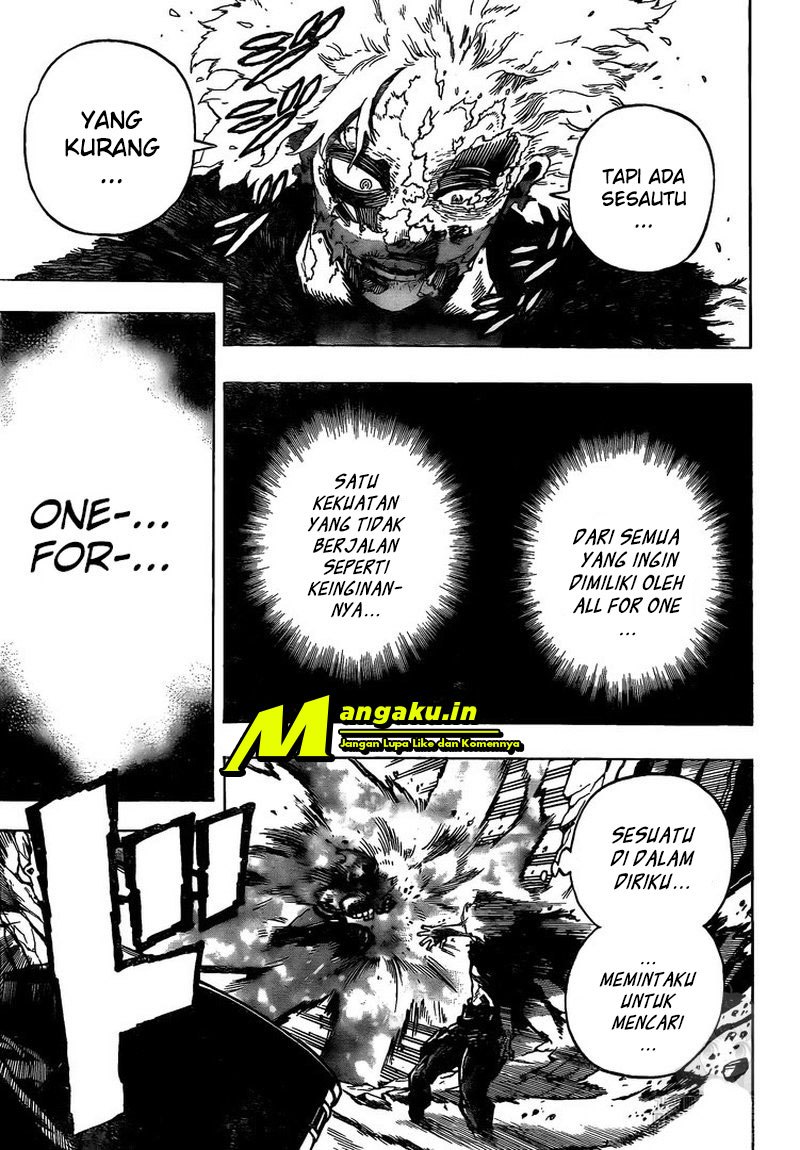 TAPI ADA
SESAUTU
...
YANG
KURANG
...
DARI SEMUA
YANG INGIN
DIMILIKI OLEH
ALL FOR ONE
...
SATU
KEKUATAN
YANG TIDAK
BERJALAN
SEPERTI
KEINGINAN-
NYA...
ONE-...
FOR-...
Mangaku.in
Jangan Lupa Like dan Komennya
SESUATU
DI DALAM
DIRIKU...
...
MEMINTAKU
UNTUK
MENCARI
...